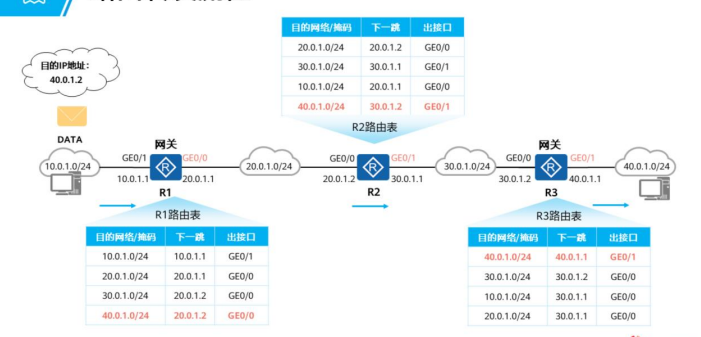 目的网络/掩码 下一跳 出接口
20.0.1.0/24 20.0.1.2 GE0/0
30.0.1.0/24 30.0.1.1 GE0/1
10.0.1.0/24 20.0.1.1 GE0/0
40.0.1.0/24 30.0.1.2 GE0/1
R2路由表
目的IP地址:
40.0.1.2
DATA
网关
网关
10.0.1.0/24
GE0/1
GE0/0
20.0.1.0/24
GE0/0
GE0/1
30.0.1.0/24
GE0/0
GE0/1
40.0.1.0/24
10.0.1.1
20.0.1.1
20.0.1.2
30.0.1.1
30.0.1.2
40.0.1.1
R1
R2
R3
R1路由表
目的网络/掩码 下一跳 出接口
10.0.1.0/24 10.0.1.1 GE0/1
20.0.1.0/24 20.0.1.1 GE0/0
30.0.1.0/24 20.0.1.2 GE0/0
40.0.1.0/24 20.0.1.2 GE0/0
R3路由表
目的网络/掩码 下一跳 出接口
40.0.1.0/24 40.0.1.1 GE0/1
30.0.1.0/24 30.0.1.2 GE0/0
10.0.1.0/24 30.0.1.1 GE0/0
20.0.1.0/24 30.0.1.1 GE0/0